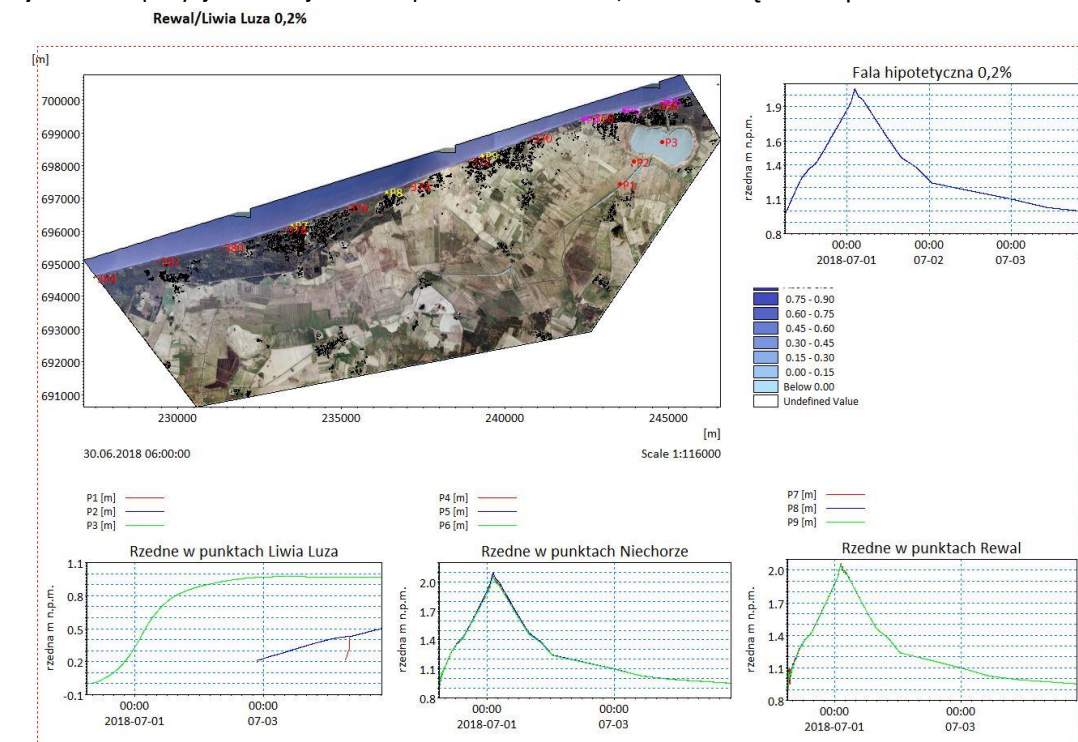 Rewal/Liwia Luza 0,2%
[m]
700000
699000
698000
697000
696000
695000
694000
693000
692000
691000
230000
235000
240000
245000
[m]
P3
P2
P1
P8
P7
30.06.2018 06:00:00
Scale 1:116000
Fala hipotetyczna 0,2%
rzedna m n.p.m.
1.9
1.6
1.4
1.1
0.8
00:00
00:00
00:00
2018-07-01
07-02
07-03
0.75 - 0.90
0.60 - 0.75
0.45 - 0.60
0.30 - 0.45
0.15 - 0.30
0.00 - 0.15
Below 0.00
Undefined Value
P1 [m]
P2 [m]
P3 [m]
Rzedne w punktach Liwia Luza
rzedna m n.p.m.
1.1
0.8
0.5
0.2
-0.1
00:00
00:00
2018-07-01
07-03
P4 [m]
P5 [m]
P6 [m]
Rzedne w punktach Niechorze
rzedna m n.p.m.
2.0
1.7
1.4
1.1
0.8
00:00
00:00
2018-07-01
07-03
P7 [m]
P8 [m]
P9 [m]
Rzedne w punktach Rewal
rzedna m n.p.m.
2.0
1.7
1.4
1.1
0.8
00:00
00:00
2018-07-01
07-03